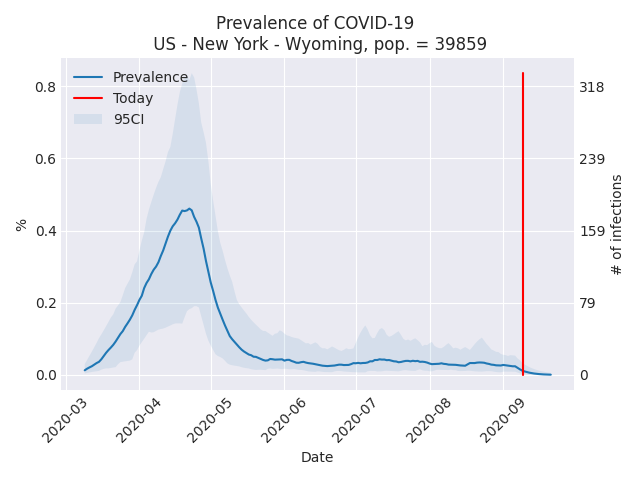 Prevalence of COVID-19
US - New York - Wyoming, pop. = 39859
Prevalence
Today
95CI
%
0.8
0.6
0.4
0.2
0.0
318
239
159
79
0
# of infections
2020-03
2020-04
2020-05
2020-06
2020-07
2020-08
2020-09
Date